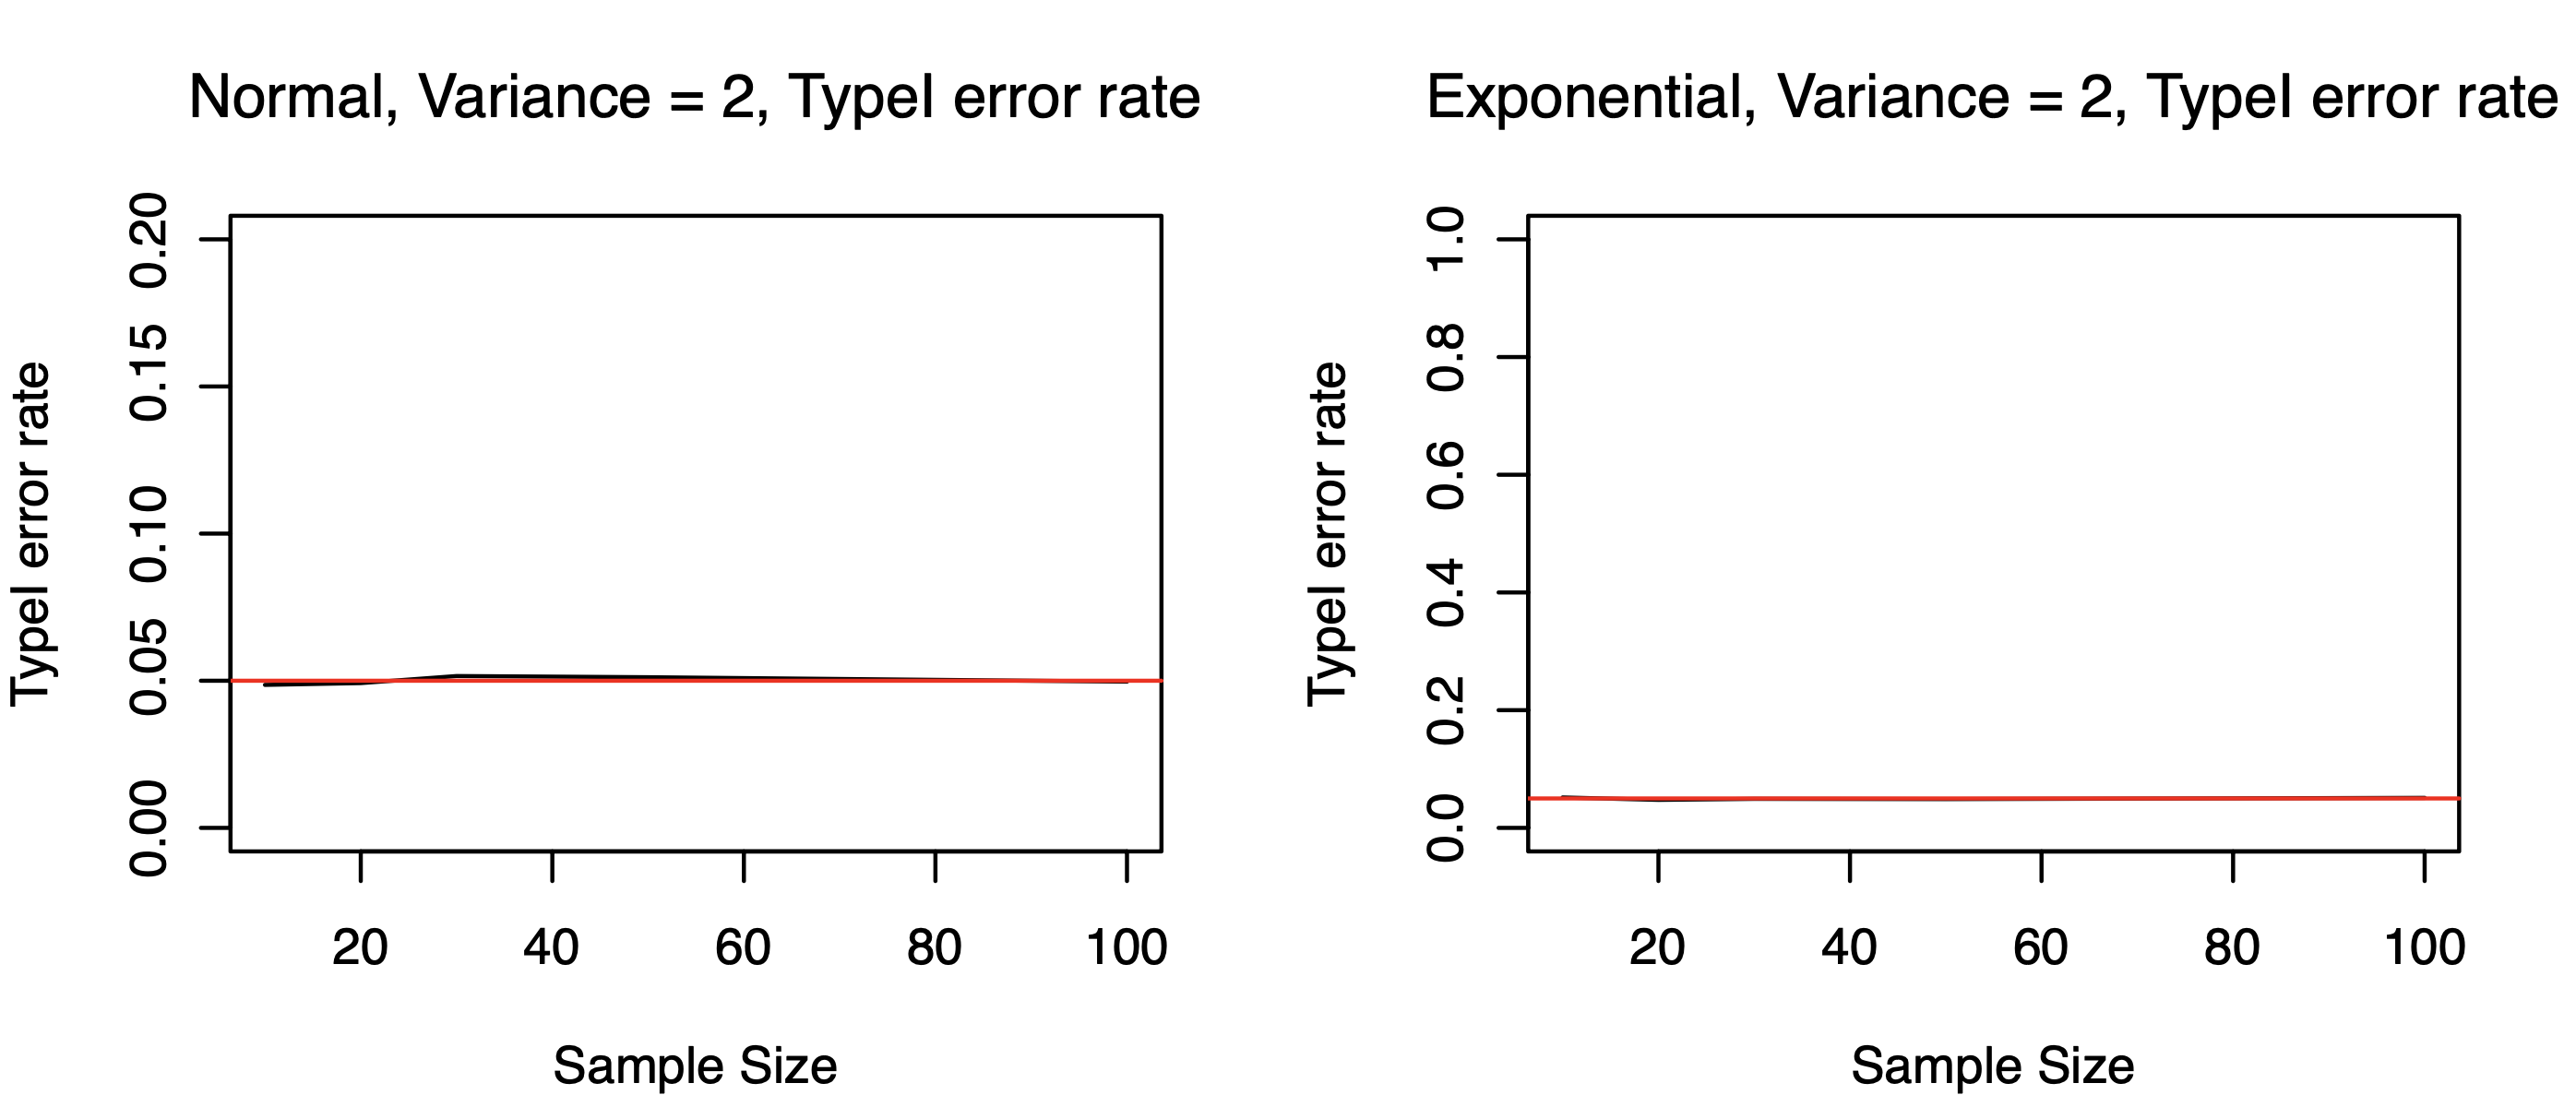 Normal, Variance = 2, TypeI error rate
TypeI error rate
0.20
0.15
0.10
0.05
0.00
20 40 60 80 100
Sample Size
Exponential, Variance = 2, TypeI error rate
TypeI error rate
1.0
0.8
0.6
0.4
0.2
0.0
20 40 60 80 100
Sample Size